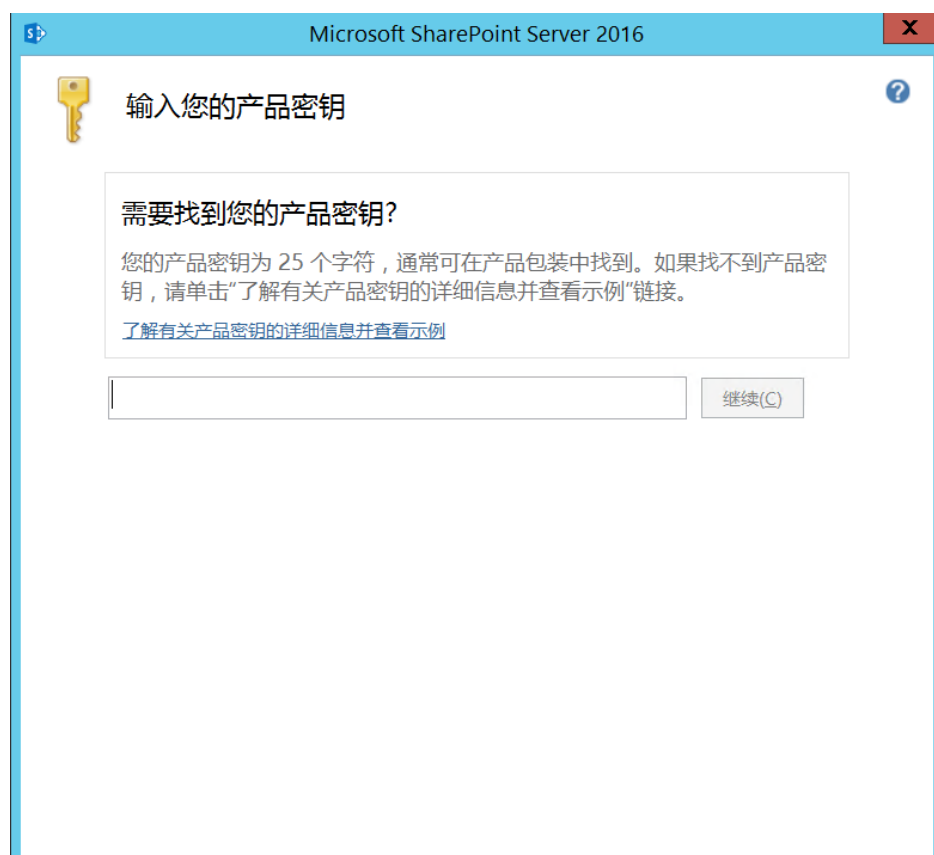 Microsoft SharePoint Server 2016
输入您的产品密钥
需要找到您的产品密钥?
您的产品密钥为 25 个字符，通常可在产品包装中找到。如果找不到产品密
钥，请单击“了解有关产品密钥的详细信息并查看示例”链接。
了解有关产品密钥的详细信息并查看示例
继续(C)